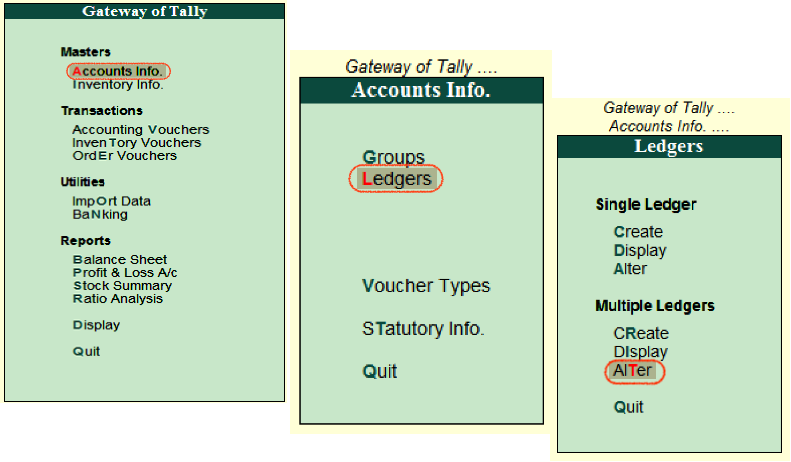 Gateway of Tally
Masters
Accounts Info.
Inventory Info.
Transactions
Accounting Vouchers
InvenTory Vouchers
OrdEr Vouchers
Utilities
ImpOrt Data
BaNking
Reports
Balance Sheet
Profit & Loss A/c
Stock Summary
Ratio Analysis
Display
Quit
Gateway of Tally ....
Accounts Info.
Groups
Ledgers
Voucher Types
STatutory Info.
Quit
Gateway of Tally ....
Accounts Info. ....
Ledgers
Single Ledger
Create
Display
Alter
Multiple Ledgers
CReate
DIsplay
AlTer
Quit